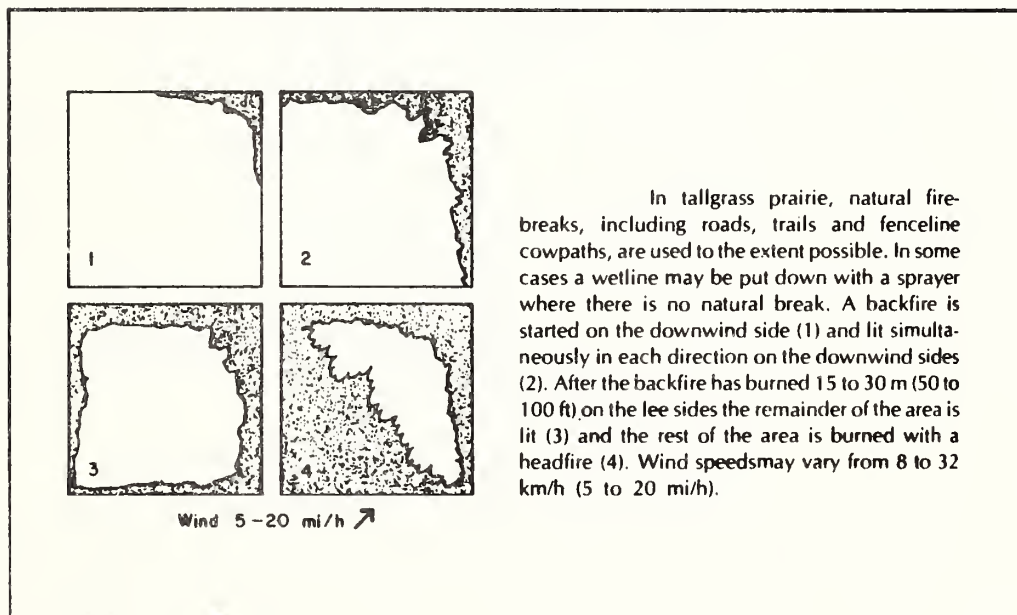 1
2
3
4
Wind 5-20 mi/h ↗
In tallgrass prairie, natural fire-
breaks, including roads, trails and fenceline
cowpaths, are used to the extent possible. In some
cases a wetline may be put down with a sprayer
where there is no natural break. A backfire is
started on the downwind side (1) and lit simulta-
neously in each direction on the downwind sides
(2). After the backfire has burned 15 to 30 m (50 to
100 ft) on the lee sides the remainder of the area is
lit (3) and the rest of the area is burned with a
headfire (4). Wind speedsmay vary from 8 to 32
km/h (5 to 20 mi/h).